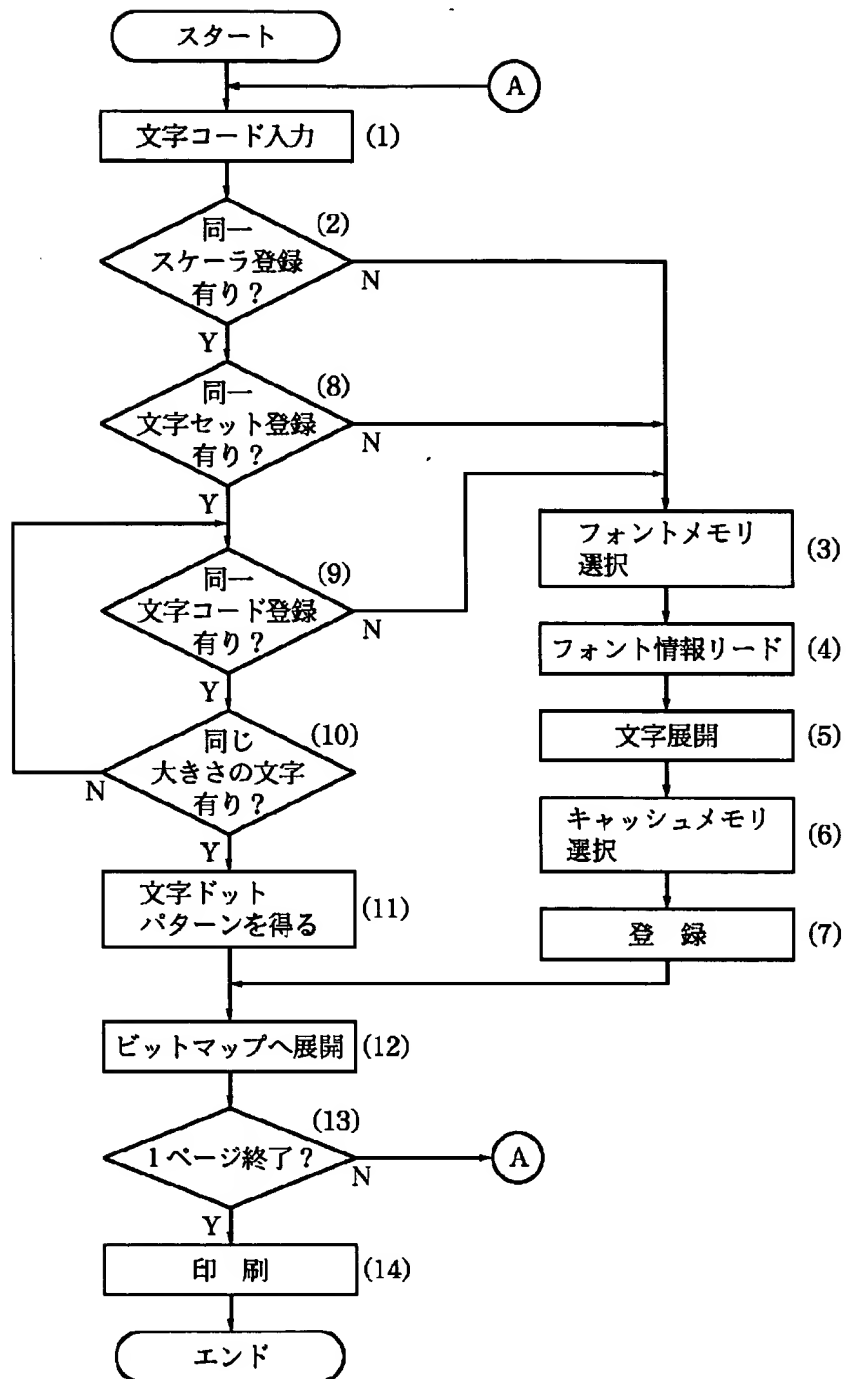 スタート
A
文字コード入力 (1)
(2)
同一
スケーラ登録
有り?
N
Y
(8)
同一
文字セット登録
有り?
N
Y
(9)
同一
文字コード登録
有り?
N
Y
(10)
同じ
大きさの文字
有り?
N
Y
文字ドット
パターンを得る
(11)
フォントメモリ
選択
(3)
フォント情報リード (4)
文字展開 (5)
キャッシュメモリ
選択
(6)
登 録 (7)
ビットマップへ展開 (12)
(13)
1ページ終了?
N
A
Y
印 刷 (14)
エンド